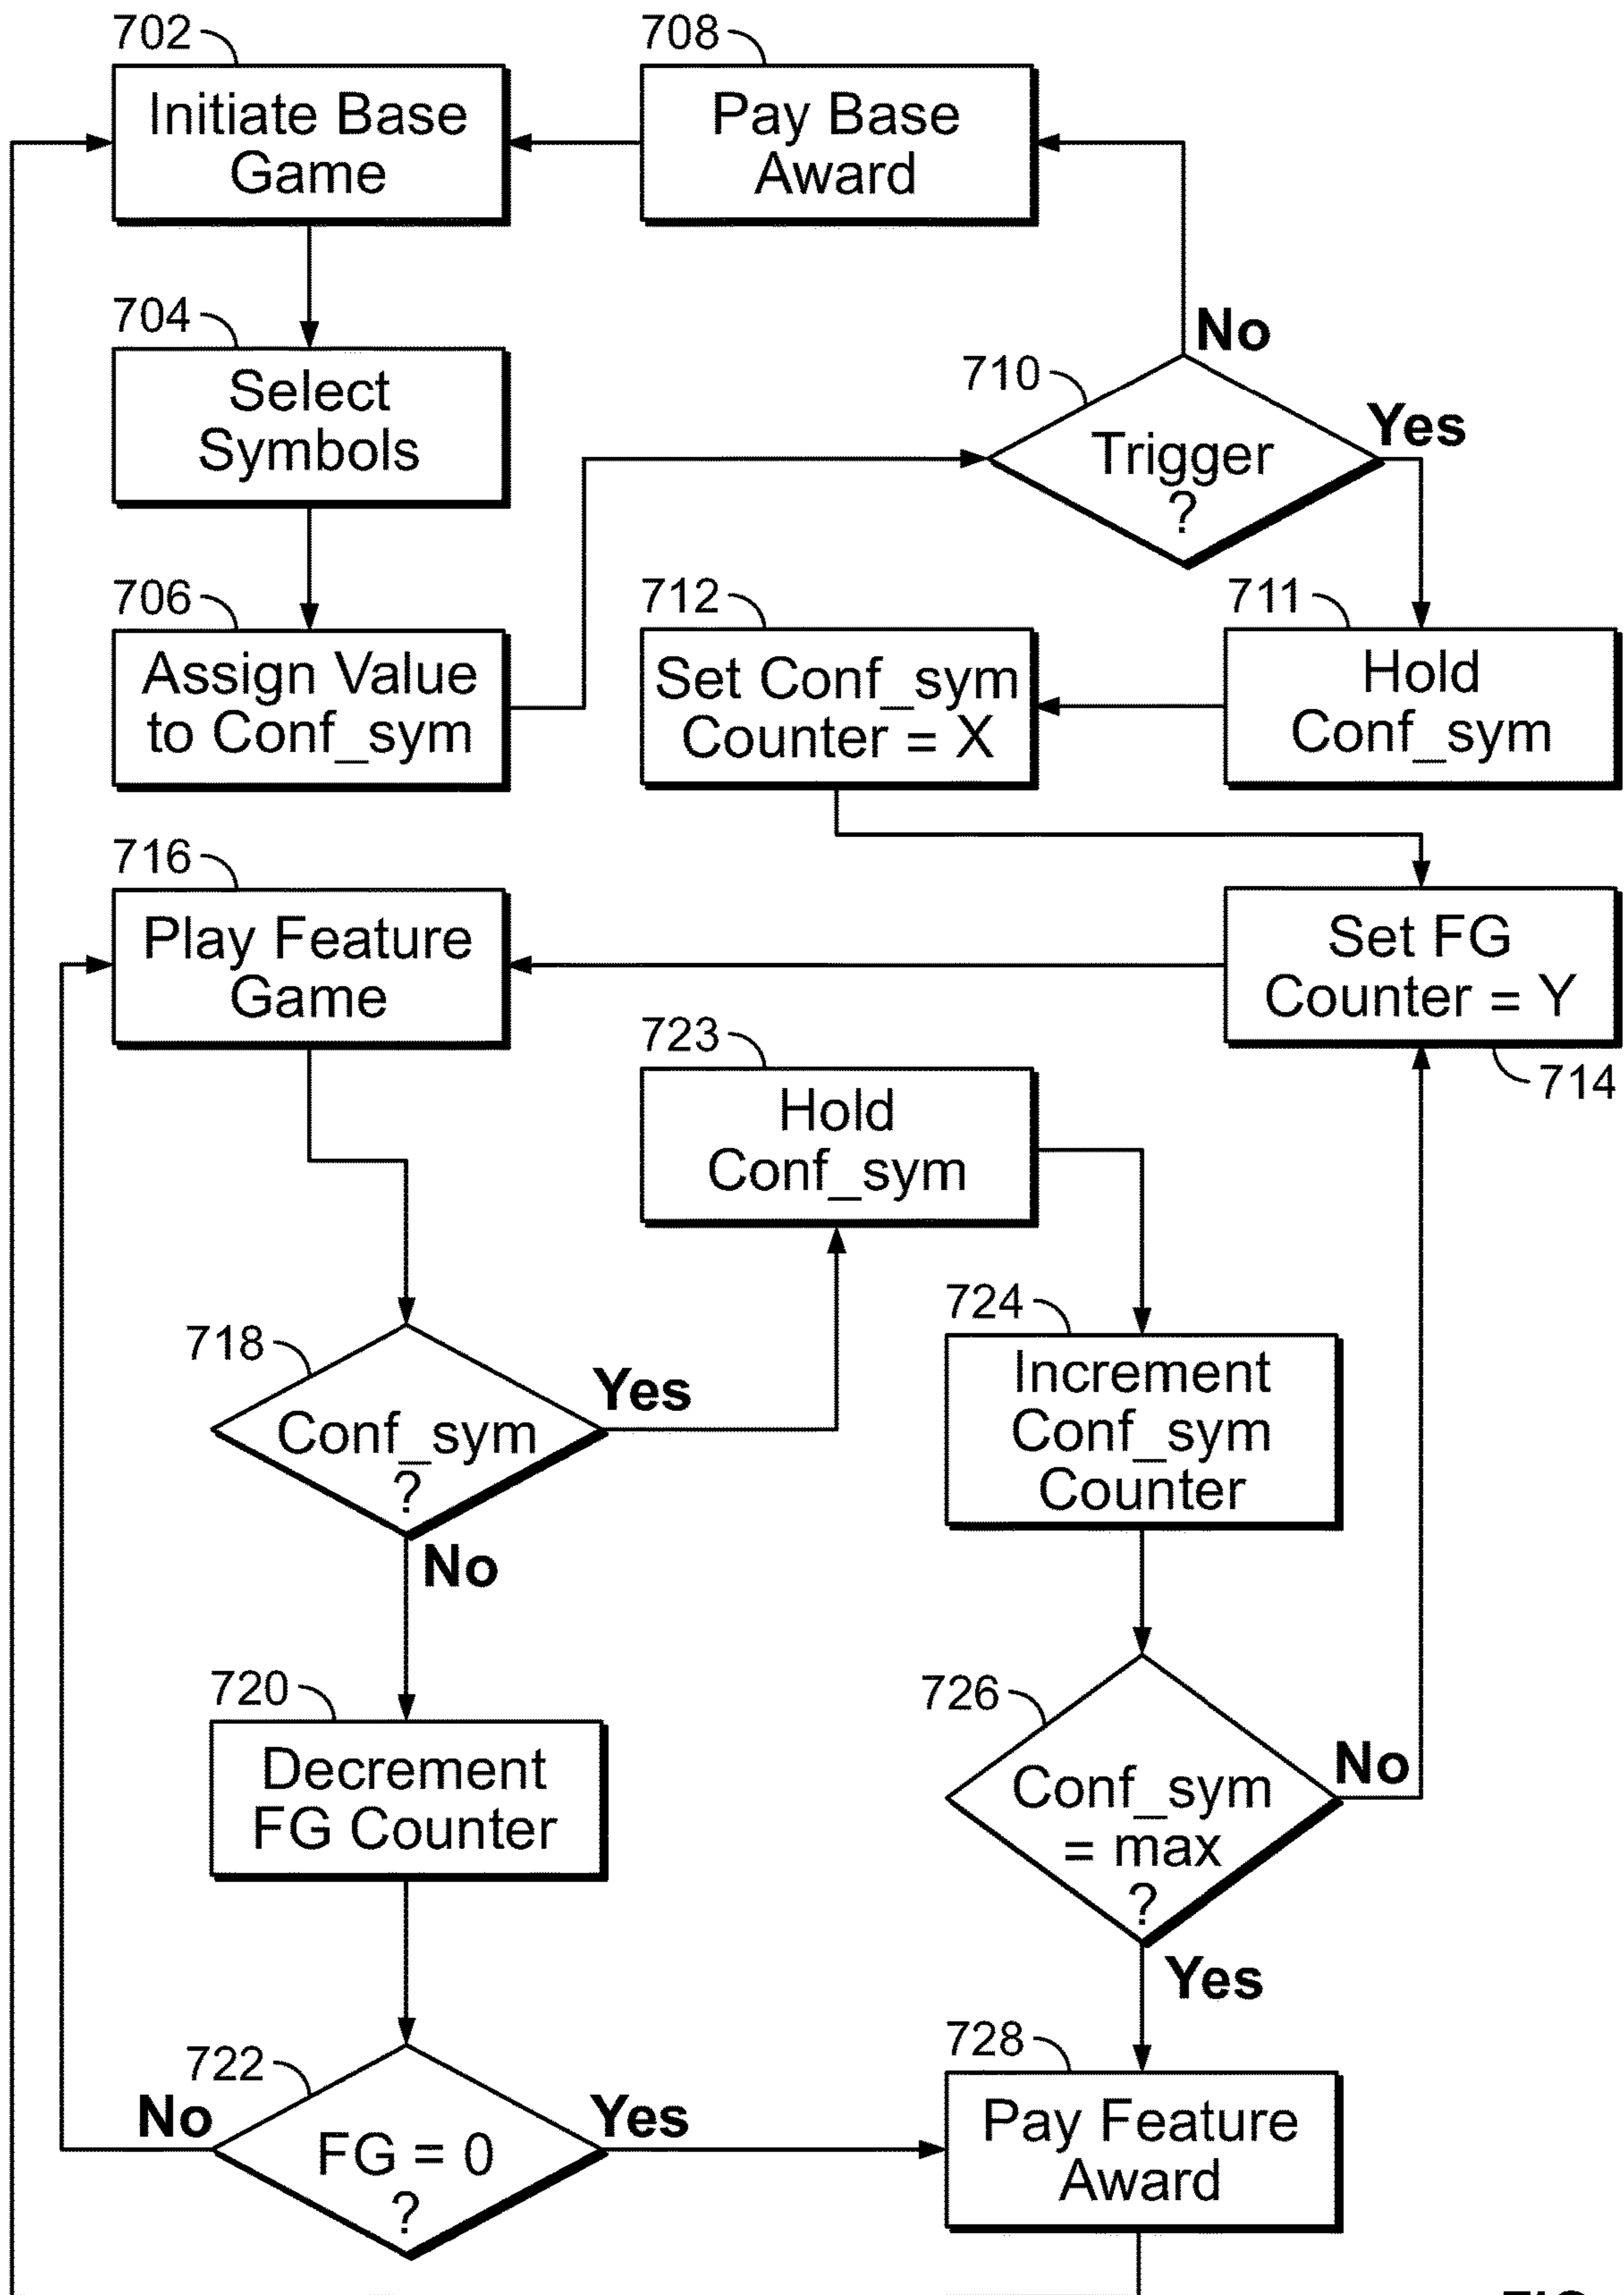 702
Initiate Base
Game
708
Pay Base
Award
704
Select
Symbols
No
710
Trigger
?
Yes
706
Assign Value
to Conf_sym
712
Set Conf_sym
Counter = X
711
Hold
Conf_sym
716
Play Feature
Game
Set FG
Counter = Y
714
723
Hold
Conf_sym
718
Conf_sym
?
Yes
No
724
Increment
Conf_sym
Counter
720
Decrement
FG Counter
726
Conf_sym
= max
?
No
Yes
722
No
FG = 0
?
Yes
728
Pay Feature
Award